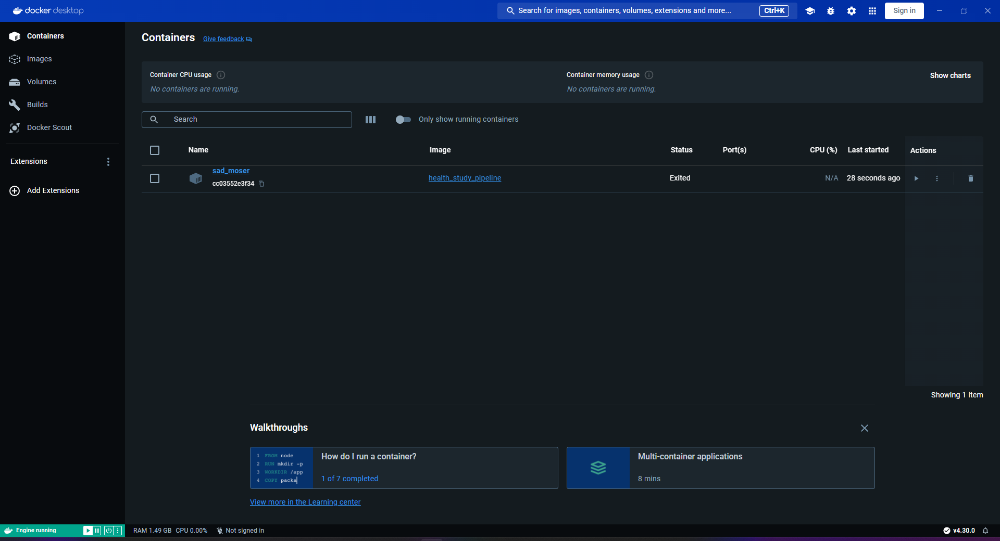 docker desktop
Search for images, containers, volumes, extensions and more... Ctrl+K
Sign in
Containers
Images
Volumes
Builds
Docker Scout
Extensions
Add Extensions
Containers Give feedback
Container CPU usage
No containers are running.
Container memory usage
No containers are running.
Show charts
Search
Only show running containers
Name Image Status Port(s) CPU (%) Last started Actions
sad_moser
cc03552e3f34
health_study_pipeline Exited N/A 28 seconds ago
Showing 1 item
Walkthroughs
1 FROM node
2 RUN mkdir -p
3 WORKDIR /app
4 COPY packa
How do I run a container?
1 of 7 completed
Multi-container applications
8 mins
View more in the Learning center
Engine running
RAM 1.49 GB CPU 0.00% Not signed in
v4.30.0